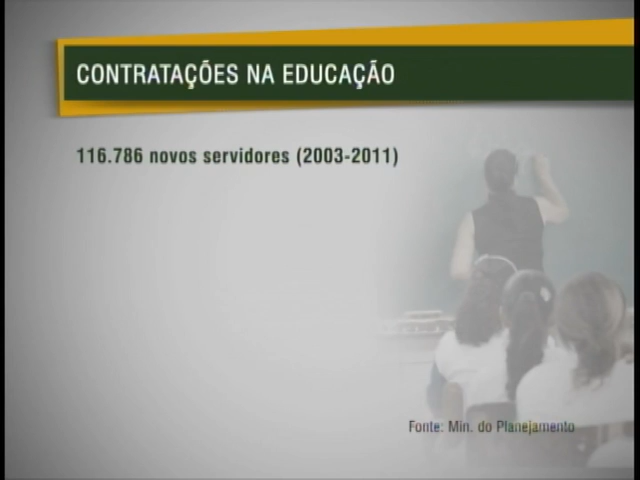 CONTRATAÇÕES NA EDUCAÇÃO
116.786 novos servidores (2003-2011)
Fonte: Min. do Planejamento